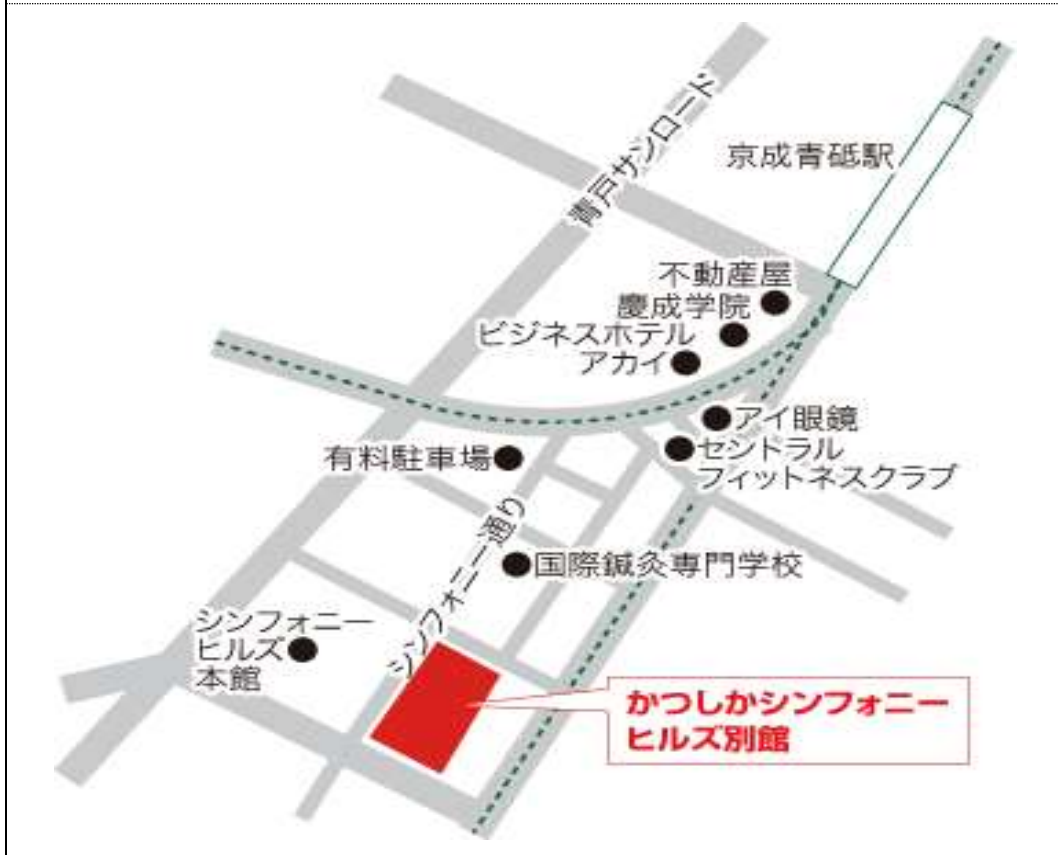 青戸サンロード
京成青砥駅
不動産屋
慶成学院
ビジネスホテル
アカイ
アイ眼鏡
セントラル
フィットネスクラブ
有料駐車場
シンフォニー通り
国際鍼灸専門学校
シンフォニー
ヒルズ
本館
かつしかシンフォニー
ヒルズ別館